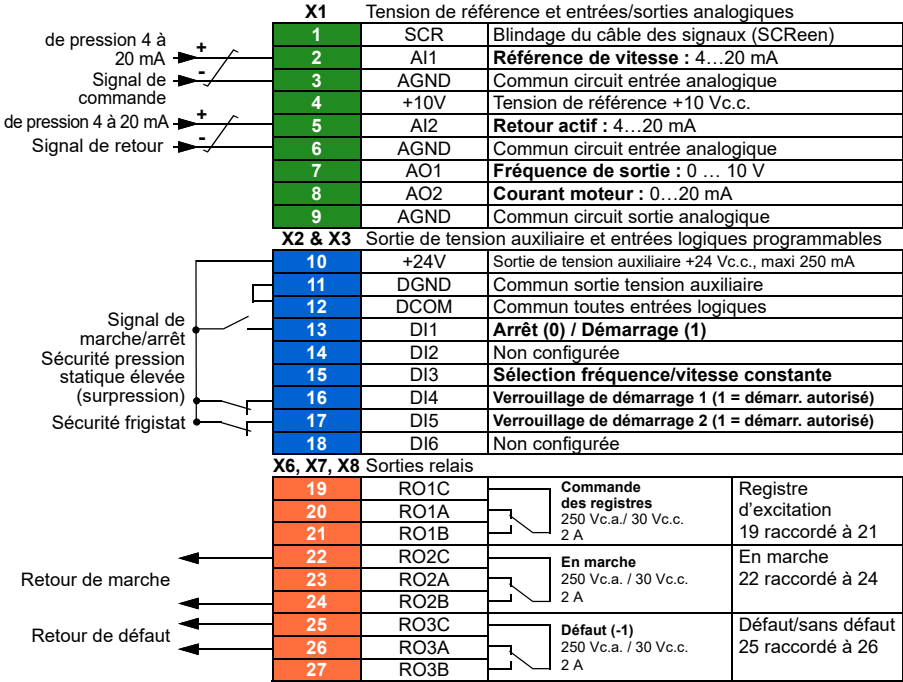 X1 Tension de référence et entrées/sorties analogiques
1 SCR Blindage du câble des signaux (SCReen)
de pression 4 à
20 mA
+
2 AI1 Référence de vitesse : 4…20 mA
Signal de
commande
-
3 AGND Commun circuit entrée analogique
4 +10V Tension de référence +10 Vc.c.
de pression 4 à 20 mA
+
5 AI2 Retour actif : 4…20 mA
Signal de retour
-
6 AGND Commun circuit entrée analogique
7 AO1 Fréquence de sortie : 0 … 10 V
8 AO2 Courant moteur : 0…20 mA
9 AGND Commun circuit sortie analogique
X2 & X3 Sortie de tension auxiliaire et entrées logiques programmables
10 +24V Sortie de tension auxiliaire +24 Vc.c., maxi 250 mA
11 DGND Commun sortie tension auxiliaire
12 DCOM Commun toutes entrées logiques
Signal de
marche/arrêt
13 DI1 Arrêt (0) / Démarrage (1)
14 DI2 Non configurée
Sécurité pression
statique élevée
(surpression)
15 DI3 Sélection fréquence/vitesse constante
16 DI4 Verrouillage de démarrage 1 (1 = démarr. autorisé)
Sécurité frigistat
17 DI5 Verrouillage de démarrage 2 (1 = démarr. autorisé)
18 DI6 Non configurée
X6, X7, X8 Sorties relais
19 RO1C
20 RO1A
21 RO1B
Commande
des registres
250 Vc.a./ 30 Vc.c.
2 A
Registre
d'excitation
19 raccordé à 21
Retour de marche
22 RO2C
23 RO2A
24 RO2B
En marche
250 Vc.a. / 30 Vc.c.
2 A
En marche
22 raccordé à 24
Retour de défaut
25 RO3C
26 RO3A
27 RO3B
Défaut (-1)
250 Vc.a. / 30 Vc.c.
2 A
Défaut/sans défaut
25 raccordé à 26